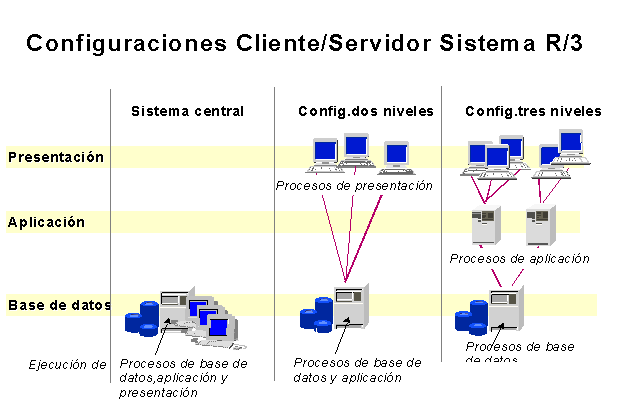 Configuraciones Cliente/Servidor Sistema R/3
Sistema central
Config.dos niveles
Config.tres niveles
Presentación
Procesos de presentación
Aplicación
Procesos de aplicación
Base de datos
Ejecución de
Procesos de base de
datos,aplicación y
presentación
Procesos de base de
datos y aplicación
Procesos de base
de datos